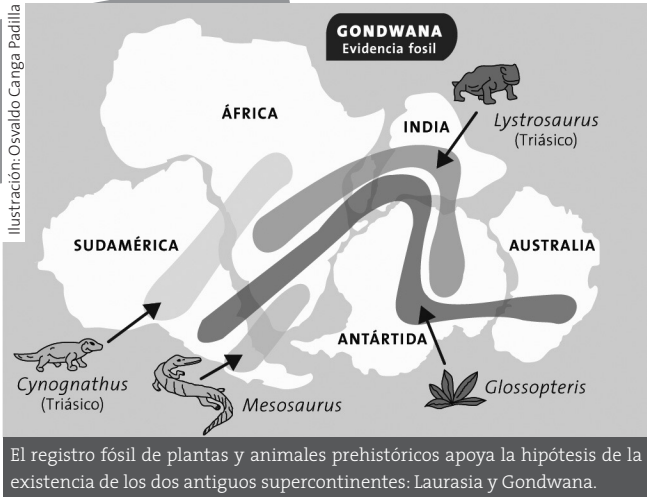 Ilustración: Osvaldo Canga Padilla
GONDWANA
Evidencia fosil
ÁFRICA
INDIA
Lystrosaurus
(Triásico)
SUDAMÉRICA
AUSTRALIA
ANTÁRTIDA
Cynognathus
(Triásico)
Mesosaurus
Glossopteris
El registro fósil de plantas y animales prehistóricos apoya la hipótesis de la
existencia de los dos antiguos supercontinentes: Laurasia y Gondwana.